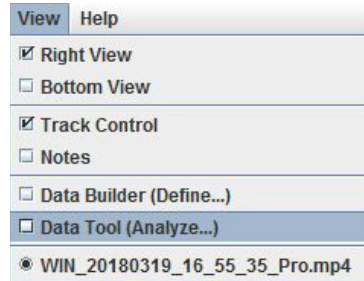 View Help
Right View
Bottom View
Track Control
Notes
Data Builder (Define...)
Data Tool (Analyze...)
WIN_20180319_16_55_35_Pro.mp4